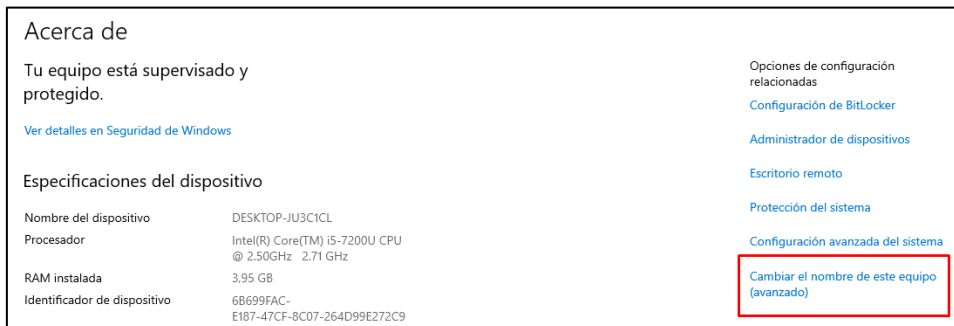 Acerca de
Tu equipo está supervisado y
protegido.
Ver detalles en Seguridad de Windows
Especificaciones del dispositivo
Nombre del dispositivo DESKTOP-JU3C1CL
Procesador Intel(R) Core(TM) i5-7200U CPU
@ 2.50GHz 2.71 GHz
RAM instalada 3,95 GB
Identificador de dispositivo 6B699FAC-
E187-47CF-8C07-264D99E272C9
Opciones de configuración
relacionadas
Configuración de BitLocker
Administrador de dispositivos
Escritorio remoto
Protección del sistema
Configuración avanzada del sistema
Cambiar el nombre de este equipo
(avanzado)